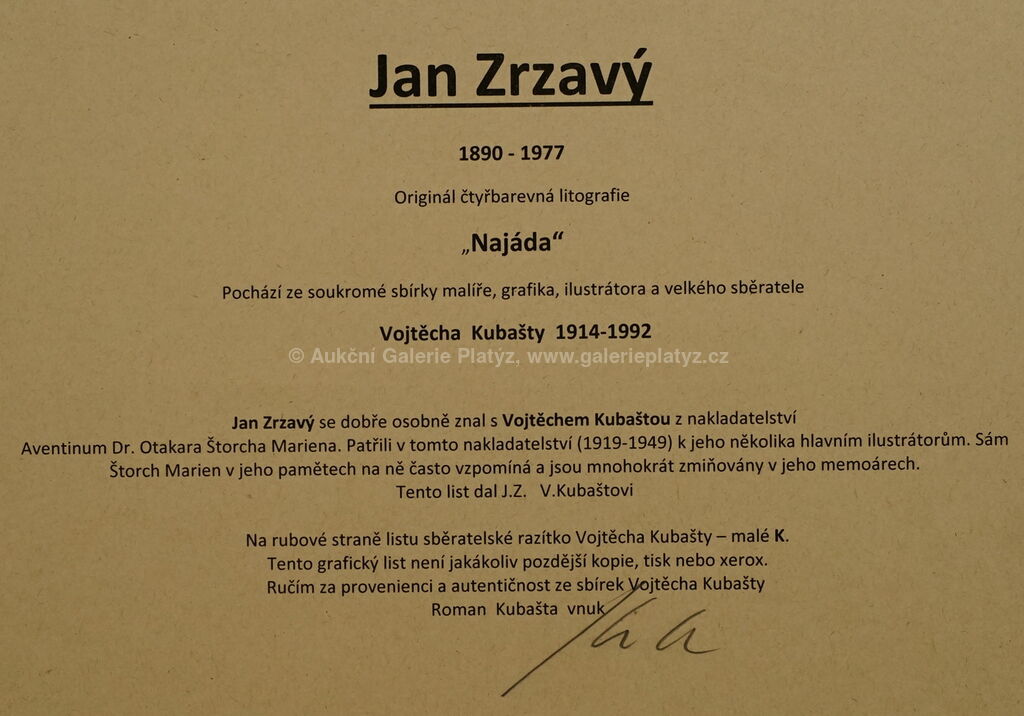 Jan Zrzavý
1890 - 1977
Originál čtyřbarevná litografie
„Najáda“
Pochází ze soukromé sbírky malíře, grafika, ilustrátora a velkého sběratele
Vojtěcha Kubašty 1914-1992
© Aukční Galerie Platýz, www.galerieplatyz.cz
Jan Zrzavý se dobře osobně znal s Vojtěchem Kubaštou z nakladatelství
Aventinum Dr. Otakara Štorcha Mariena. Patřili v tomto nakladatelství (1919-1949) k jeho několika hlavním ilustrátorům. Sám
Štorch Marien v jeho pamětech na ně často vzpomíná a jsou mnohokrát zmiňovány v jeho memoárech.
Tento list dal J.Z. V.Kubaštovi
Na rubové straně listu sběratelské razítko Vojtěcha Kubašty – malé K.
Tento grafický list není jakákoliv pozdější kopie, tisk nebo xerox.
Ručím za provenienci a autentičnost ze sbírek Vojtěcha Kubašty
Roman Kubašta vnuk